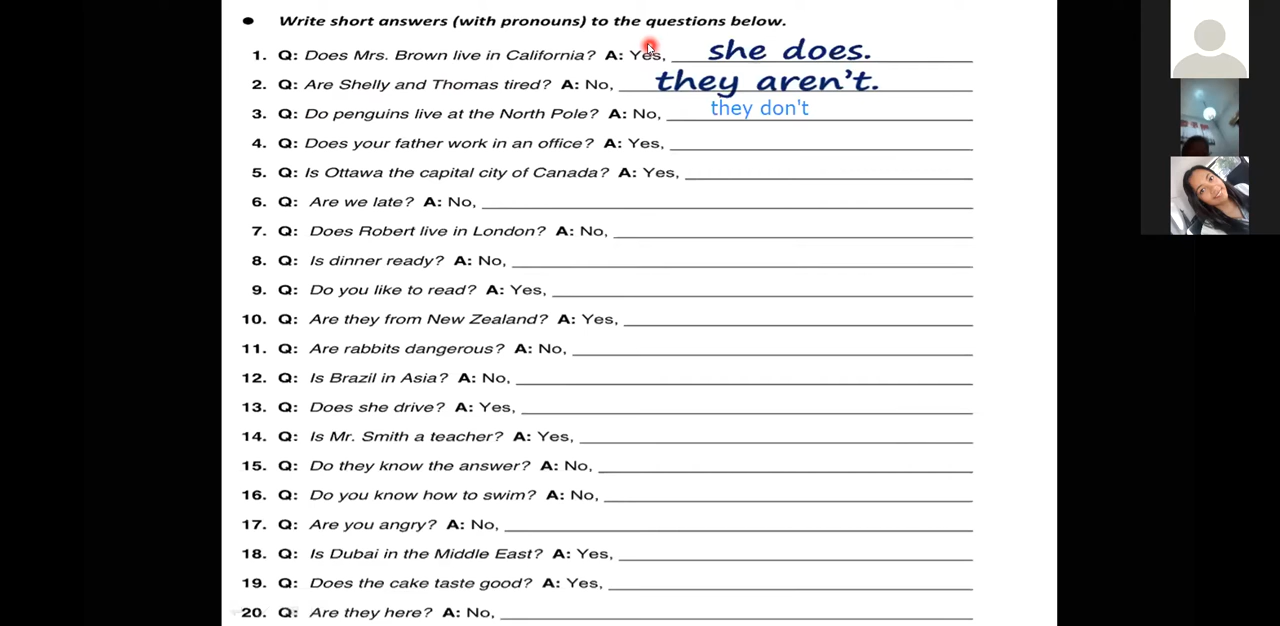 ● Write short answers (with pronouns) to the questions below.
1. Q: Does Mrs. Brown live in California? A: Yes, she does.
2. Q: Are Shelly and Thomas tired? A: No, they aren't.
3. Q: Do penguins live at the North Pole? A: No, they don't
4. Q: Does your father work in an office? A: Yes,
5. Q: Is Ottawa the capital city of Canada? A: Yes,
6. Q: Are we late? A: No,
7. Q: Does Robert live in London? A: No,
8. Q: Is dinner ready? A: No,
9. Q: Do you like to read? A: Yes,
10. Q: Are they from New Zealand? A: Yes,
11. Q: Are rabbits dangerous? A: No,
12. Q: Is Brazil in Asia? A: No,
13. Q: Does she drive? A: Yes,
14. Q: Is Mr. Smith a teacher? A: Yes,
15. Q: Do they know the answer? A: No,
16. Q: Do you know how to swim? A: No,
17. Q: Are you angry? A: No,
18. Q: Is Dubai in the Middle East? A: Yes,
19. Q: Does the cake taste good? A: Yes,
20. Q: Are they here? A: No,